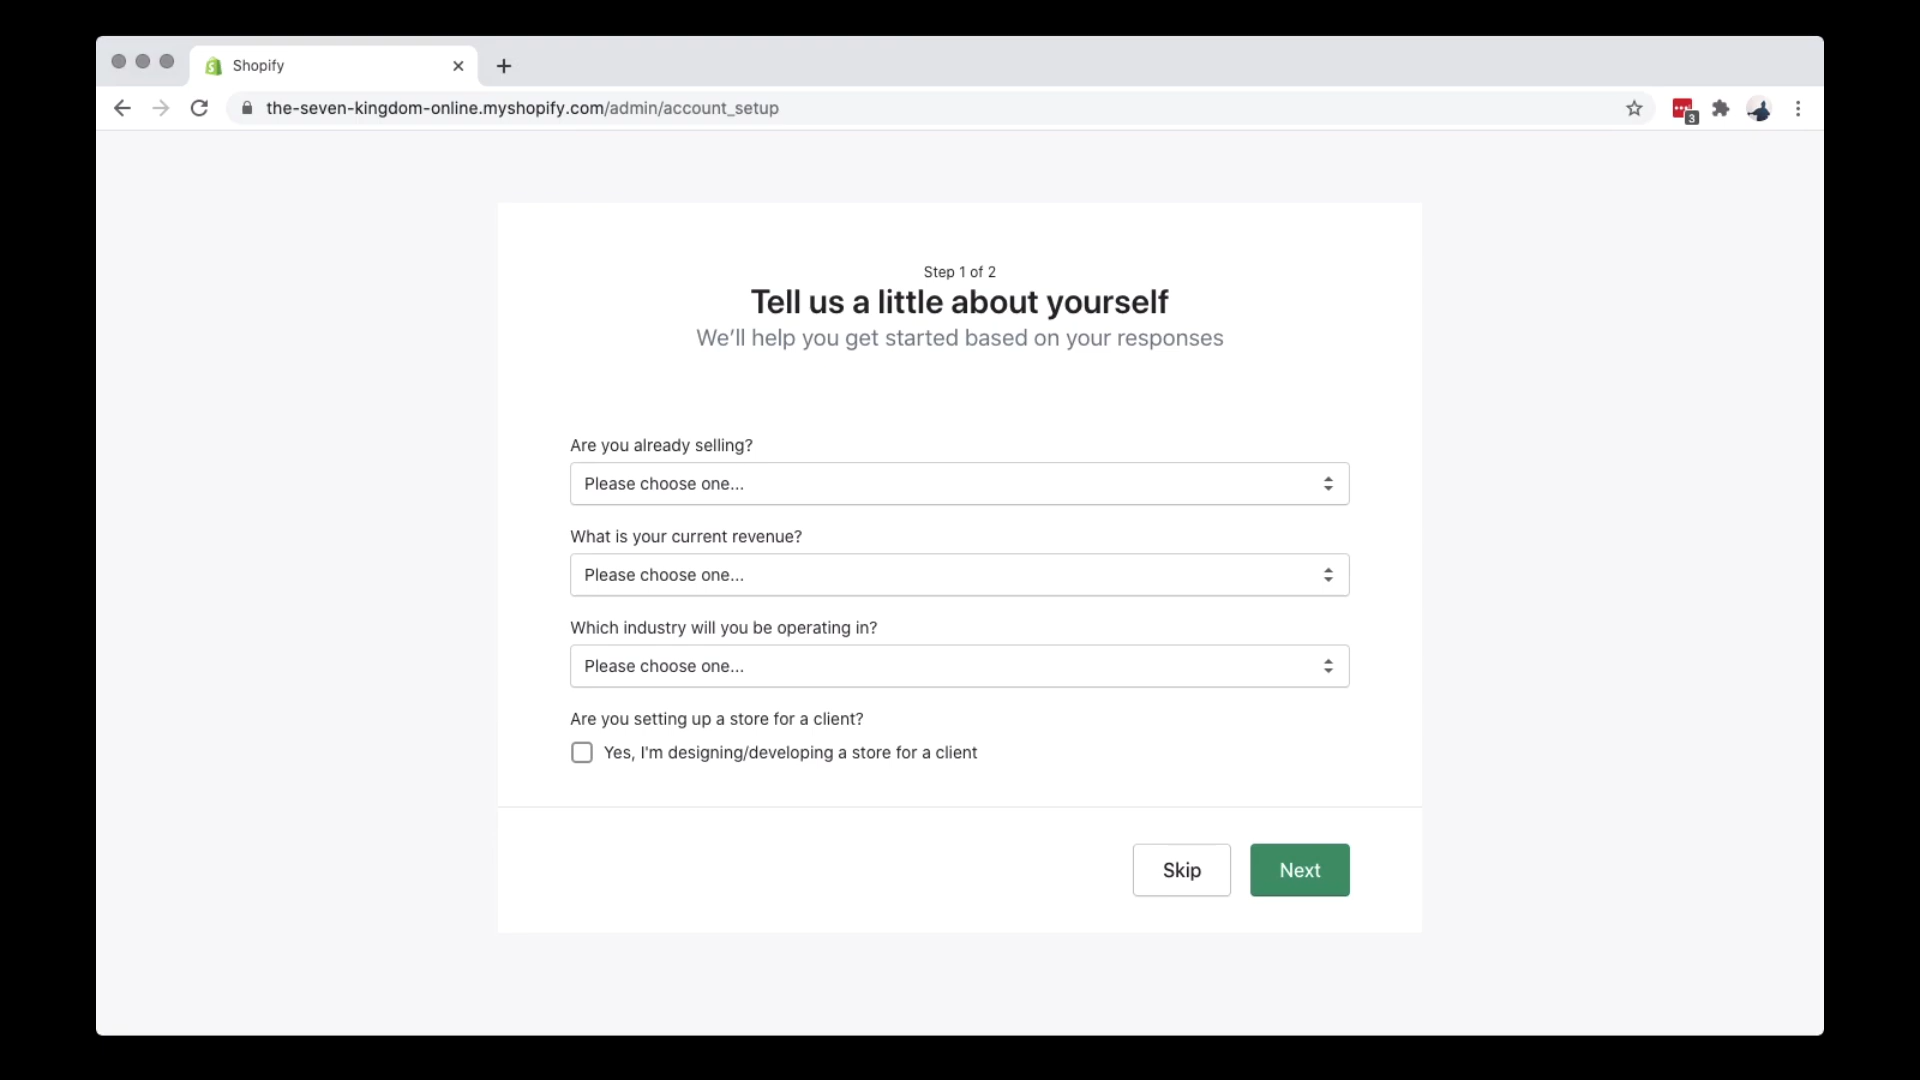 Shopify
the-seven-kingdom-online.myshopify.com/admin/account_setup
3
Step 1 of 2
Tell us a little about yourself
We’ll help you get started based on your responses
Are you already selling?
Please choose one...
What is your current revenue?
Please choose one...
Which industry will you be operating in?
Please choose one...
Are you setting up a store for a client?
Yes, I'm designing/developing a store for a client
Skip
Next